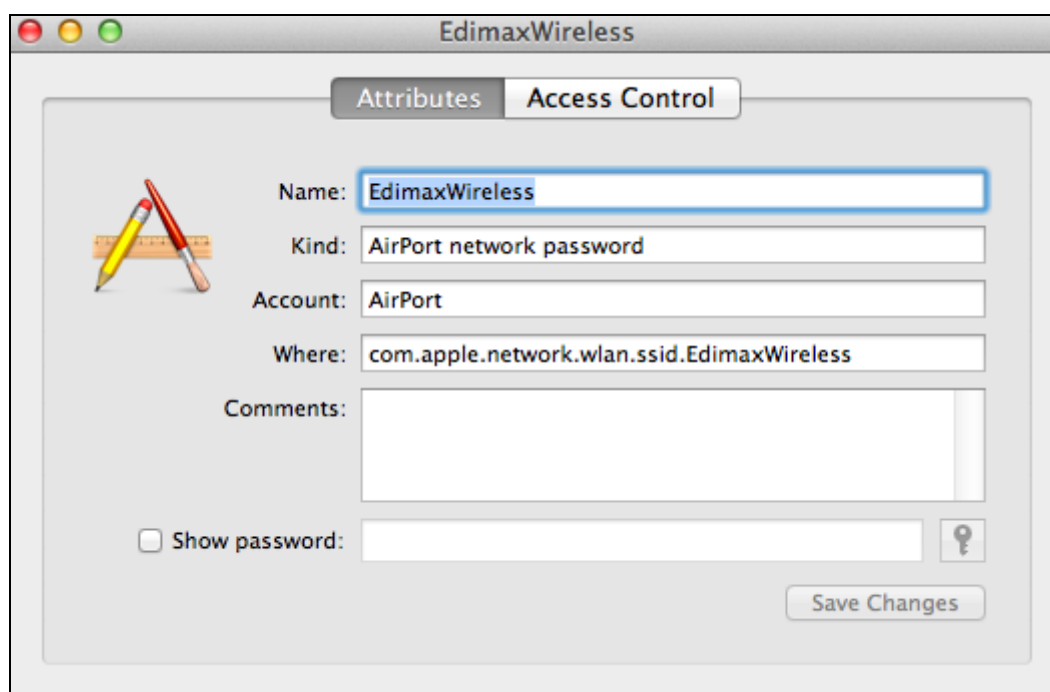 EdimaxWireless
Attributes Access Control
Name: EdimaxWireless
Kind: AirPort network password
Account: AirPort
Where: com.apple.network.wlan.ssid.EdimaxWireless
Comments:
Show password:
Save Changes